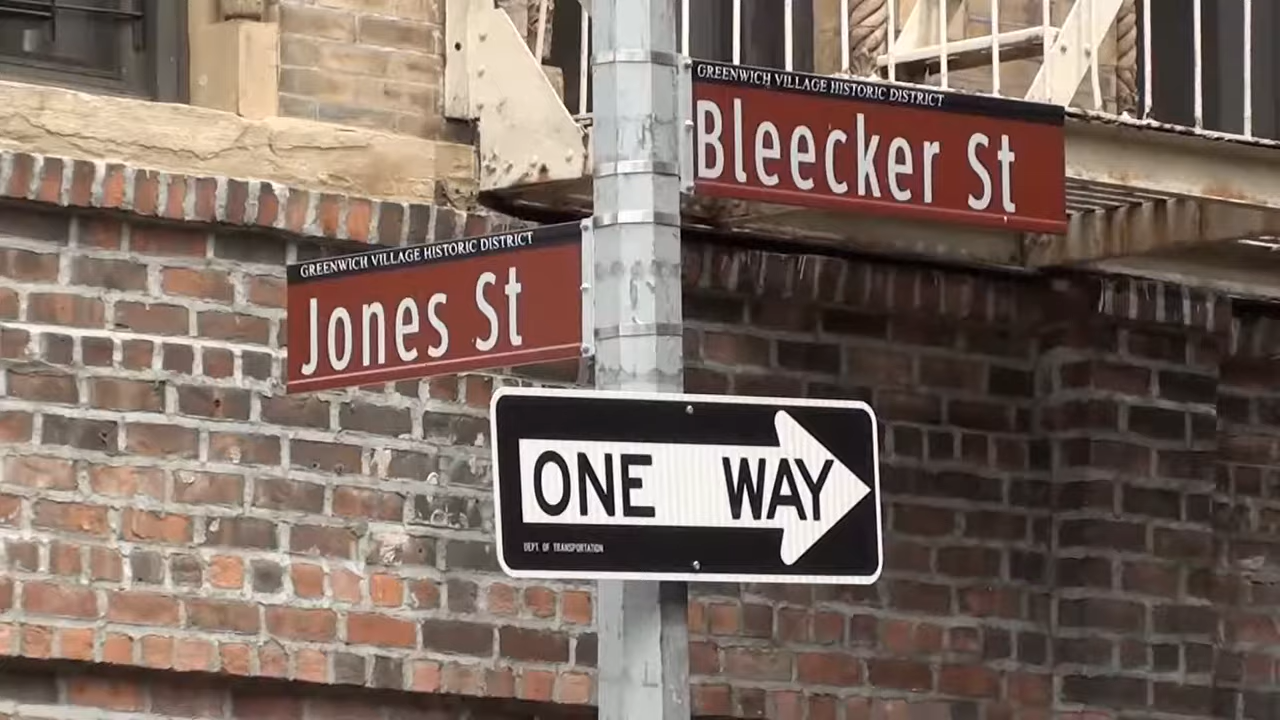 GREENWICH VILLAGE HISTORIC DISTRICT
Bleecker St
GREENWICH VILLAGE HISTORIC DISTRICT
Jones St
ONE WAY
DEPT. OF TRANSPORTATION